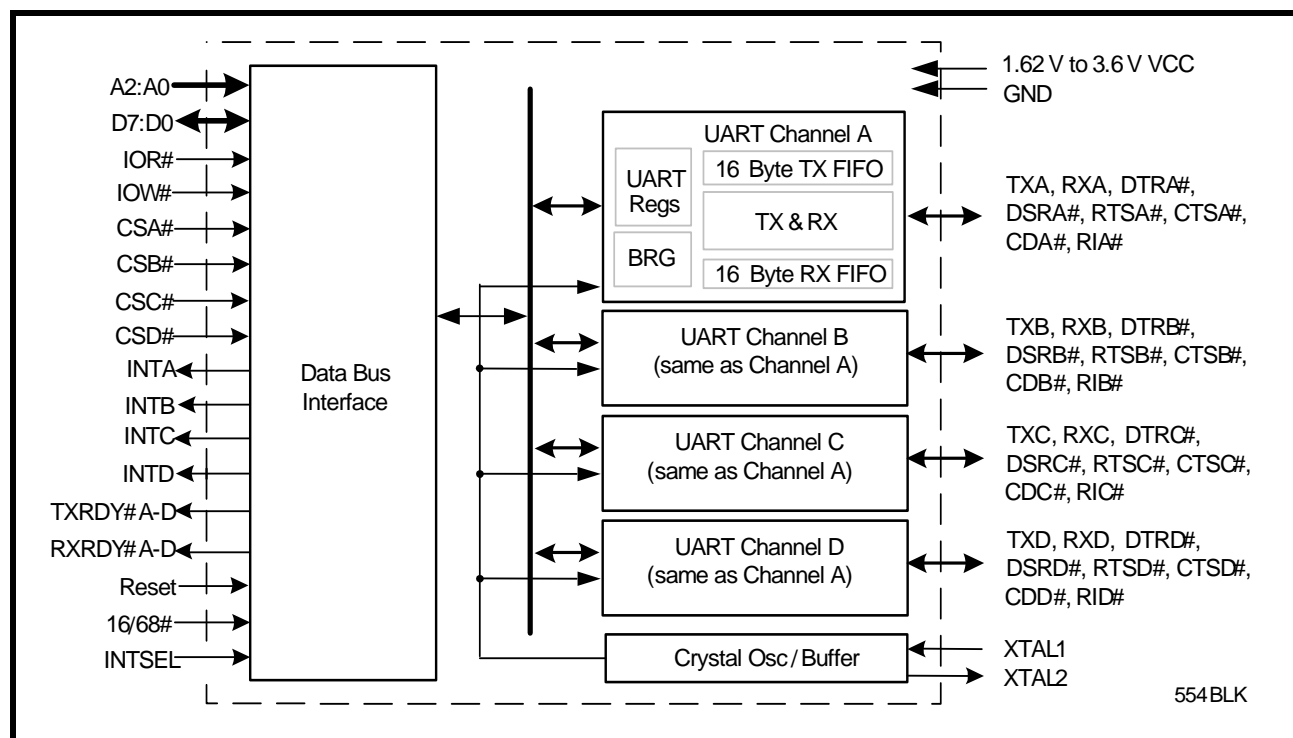 A2:A0
D7:D0
IOR#
IOW#
CSA#
CSB#
CSC#
CSD#
INTA
INTB
INTC
INTD
TXRDY# A-D
RXRDY# A-D
Reset
16/68#
INTSEL
Data Bus
Interface
UART Channel A
UART
Regs
BRG
16 Byte TX FIFO
TX & RX
16 Byte RX FIFO
UART Channel B
(same as Channel A)
UART Channel C
(same as Channel A)
UART Channel D
(same as Channel A)
Crystal Osc / Buffer
1.62 V to 3.6 V VCC
GND
TXA, RXA, DTRA#,
DSRA#, RTSA#, CTSA#,
CDA#, RIA#
TXB, RXB, DTRB#,
DSRB#, RTSB#, CTSB#,
CDB#, RIB#
TXC, RXC, DTRC#,
DSRC#, RTSC#, CTSC#,
CDC#, RIC#
TXD, RXD, DTRD#,
DSRD#, RTSD#, CTSD#,
CDD#, RID#
XTAL1
XTAL2
554 BLK